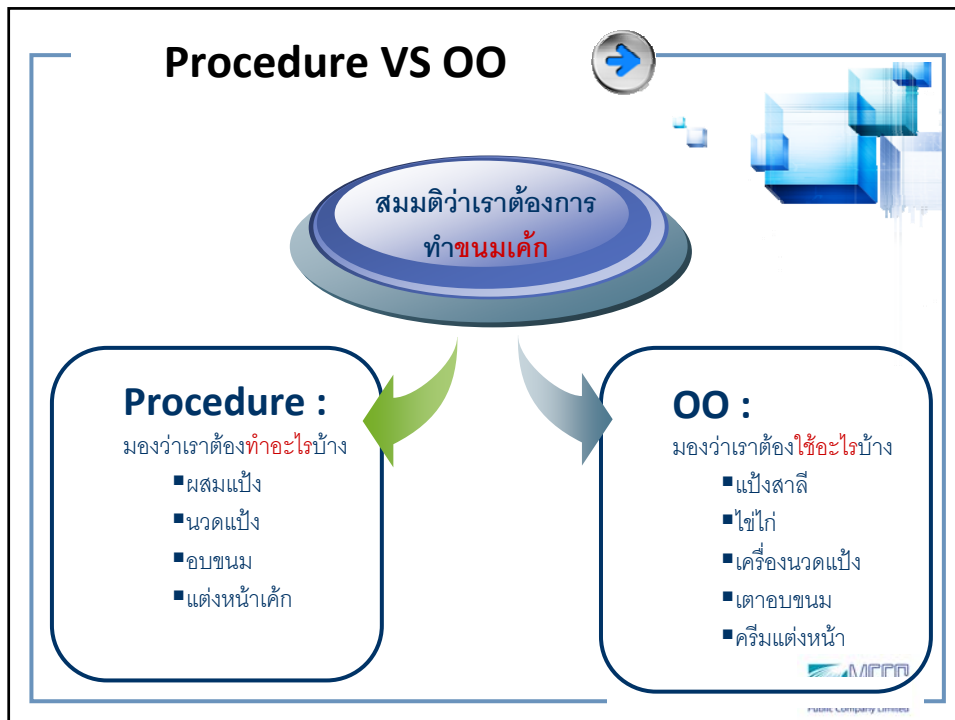 Procedure VS OO
สมมติว่าเราต้องการ
ทำขนมเค้ก
Procedure :
มองว่าเราต้องทำอะไรบ้าง
▪ผสมแป้ง
▪นวดแป้ง
▪อบขนม
▪แต่งหน้าเค้ก
OO :
มองว่าเราต้องใช้อะไรบ้าง
▪แป้งสาลี
▪ไข่ไก่
▪เครื่องนวดแป้ง
▪เตาอบขนม
▪ครีมแต่งหน้า
Public Company Limited